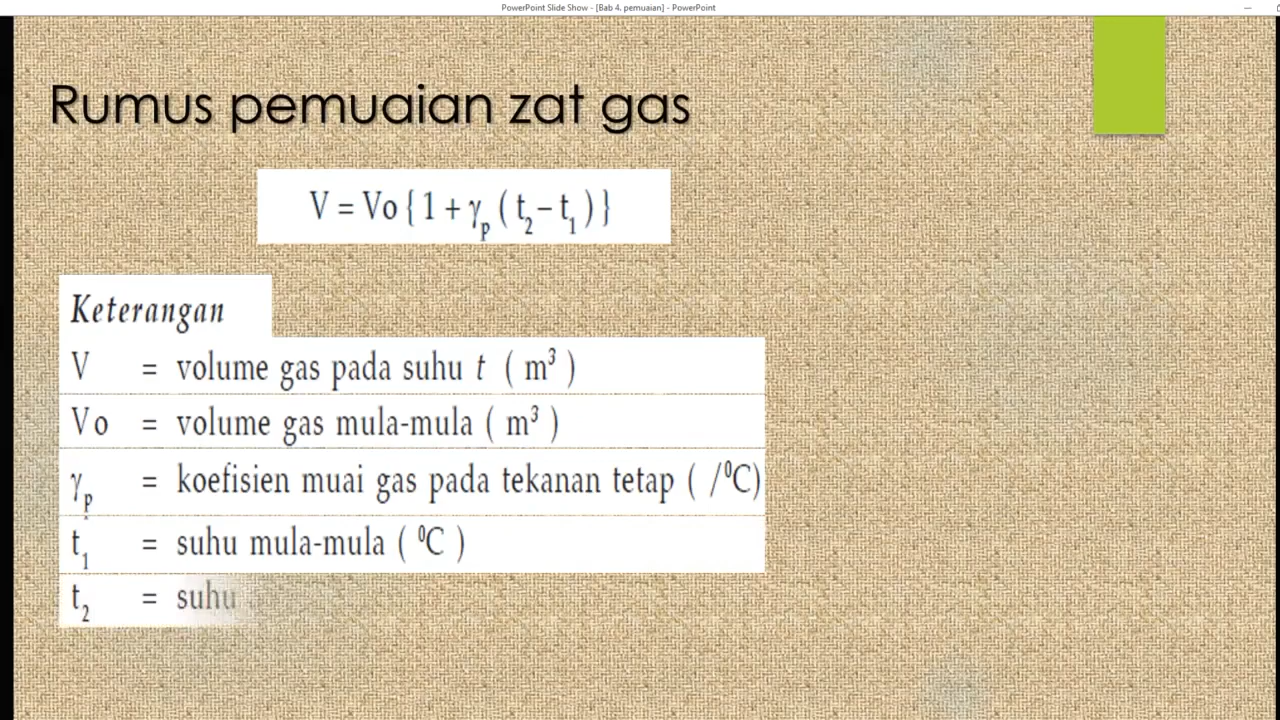 PowerPoint Slide Show - [Bab 4. pemuaian] - PowerPoint
Rumus pemuaian zat gas
V = Vo { 1 + γₚ ( t₂ – t₁ ) }
Keterangan
V = volume gas pada suhu t ( m³ )
Vo = volume gas mula-mula ( m³ )
γₚ = koefisien muai gas pada tekanan tetap ( /⁰C)
t₁ = suhu mula-mula ( ⁰C )
t₂ = suhu